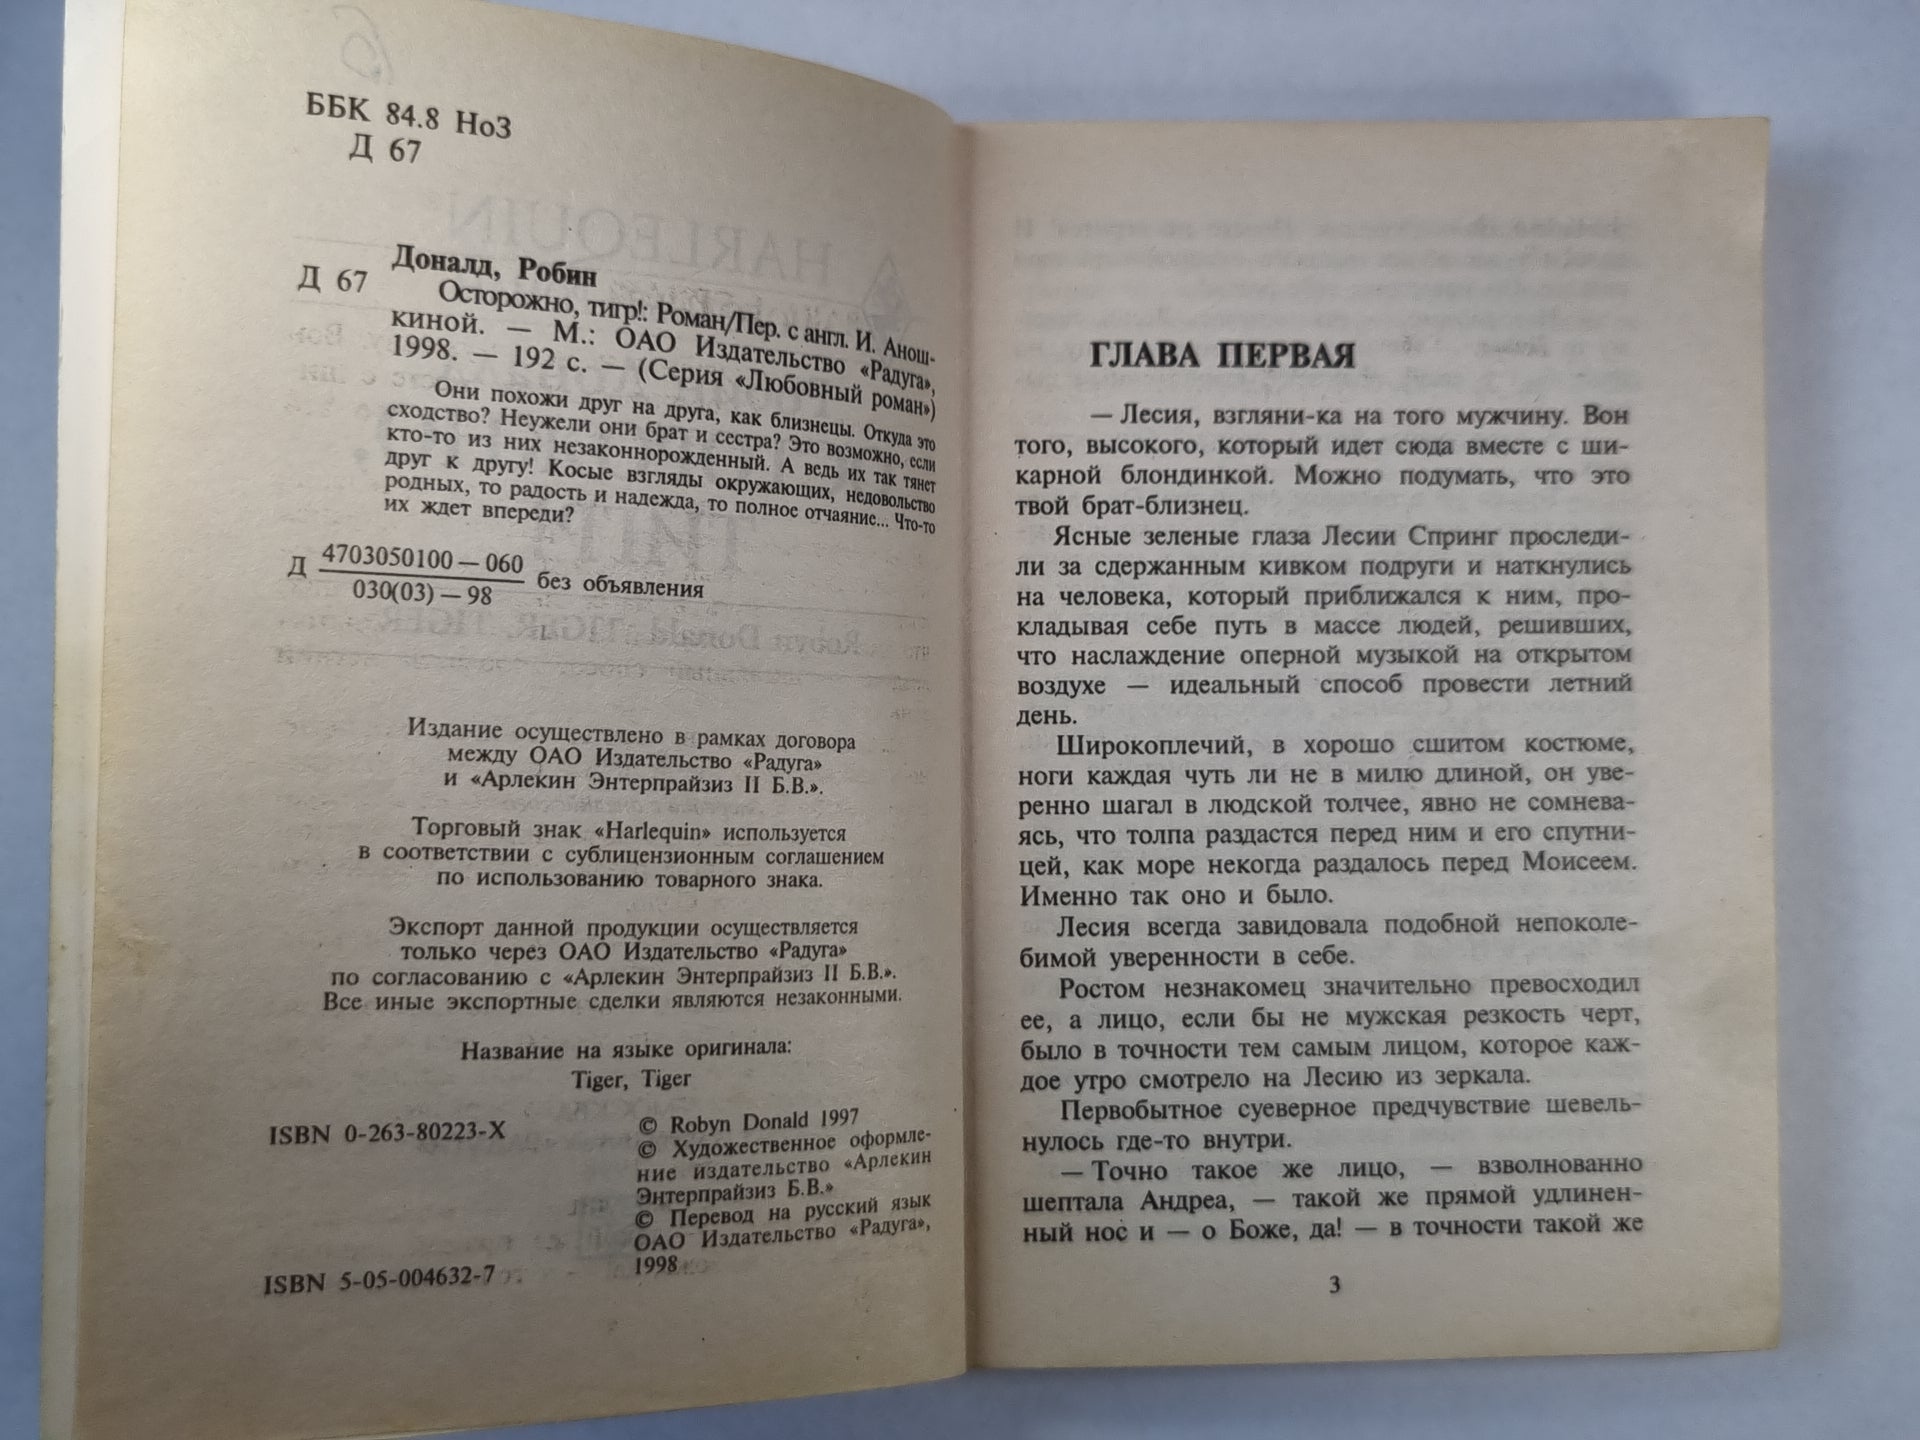 ББК 84.8 НоЗ
Д 67
Доналд, Робин
Д 67
Осторожно, тигр!: Роман/Пер. с англ. И. Анош-
киной. — М.: ОАО Издательство «Радуга»,
1998. — 192 с. — (Серия «Любовный роман»)
Они похожи друг на друга, как близнецы. Откуда это
сходство? Неужели они брат и сестра? Это возможно, если
кто-то из них незаконнорожденный. А ведь их так тянет
друг к другу! Косые взгляды окружающих, недовольство
родных, то радость и надежда, то полное отчаяние... Что-то
их ждет впереди?
Д 4703050100 — 060
030(03) — 98 без объявления
Издание осуществлено в рамках договора
между ОАО Издательство «Радуга»
и «Арлекин Энтерпрайзиз II Б.В.».
Торговый знак «Harlequin» используется
в соответствии с сублицензионным соглашением
по использованию товарного знака.
Экспорт данной продукции осуществляется
только через ОАО Издательство «Радуга»
по согласованию с «Арлекин Энтерпрайзиз II Б.В.».
Все иные экспортные сделки являются незаконными.
Название на языке оригинала:
Tiger, Tiger
ISBN 0-263-80223-X
© Robyn Donald 1997
© Художественное оформле-
ние издательство «Арлекин
Энтерпрайзиз Б.В.»
© Перевод на русский язык
ОАО Издательство «Радуга»,
1998
ISBN 5-05-004632-7
ГЛАВА ПЕРВАЯ
— Лесия, взгляни-ка на того мужчину. Вон
того, высокого, который идет сюда вместе с ши-
карной блондинкой. Можно подумать, что это
твой брат-близнец.
Ясные зеленые глаза Лесии Спринг проследи-
ли за сдержанным кивком подруги и наткнулись
на человека, который приближался к ним, про-
кладывая себе путь в массе людей, решивших,
что наслаждение оперной музыкой на открытом
воздухе — идеальный способ провести летний
день.
Широкоплечий, в хорошо сшитом костюме,
ноги каждая чуть ли не в милю длиной, он уве-
ренно шагал в людской толчее, явно не сомнева-
ясь, что толпа раздастся перед ним и его спутни-
цей, как море некогда раздалось перед Моисеем.
Именно так оно и было.
Лесия всегда завидовала подобной непоколе-
бимой уверенности в себе.
Ростом незнакомец значительно превосходил
ее, а лицо, если бы не мужская резкость черт,
было в точности тем самым лицом, которое каж-
дое утро смотрело на Лесию из зеркала.
Первобытное суеверное предчувствие шевель-
нулось где-то внутри.
— Точно такое же лицо, — взволнованно
шептала Андреа, — такой же прямой удлинен-
ный нос и — о Боже, да! — в точности такой же
3